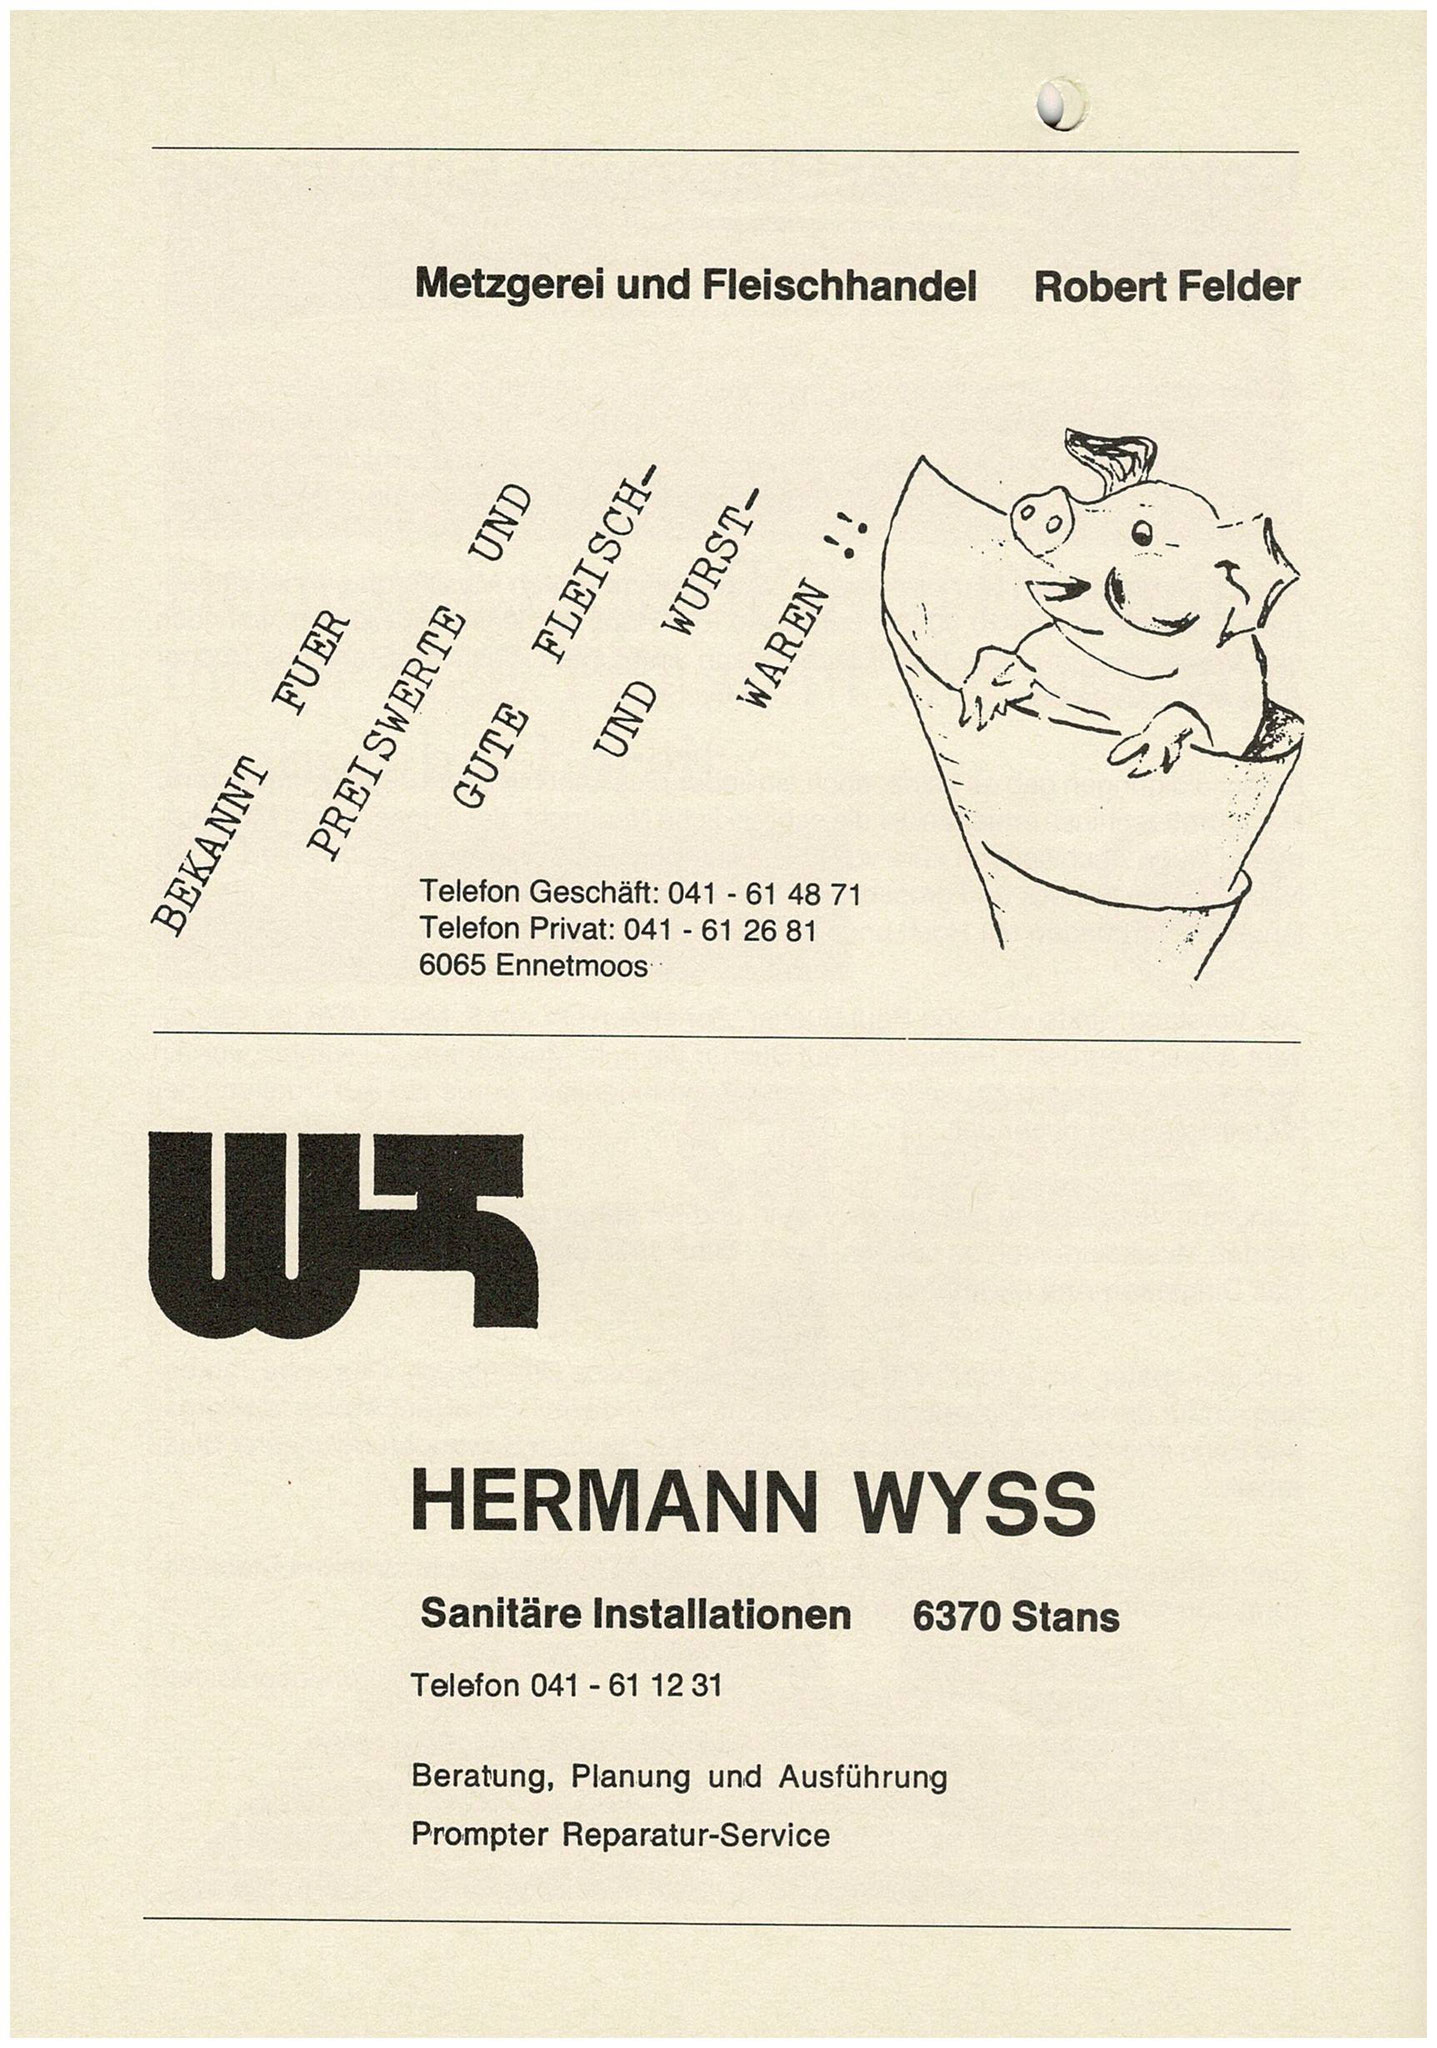 Metzgerei und Fleischhandel Robert Felder
BEKANNT FUER
PREISWERTE UND
GUTE FLEISCH-
UND WURST-
WAREN !!
Telefon Geschäft: 041 - 61 48 71
Telefon Privat: 041 - 61 26 81
6065 Ennetmoos
W
HERMANN WYSS
Sanitäre Installationen 6370 Stans
Telefon 041 - 61 12 31
Beratung, Planung und Ausführung
Prompter Reparatur-Service